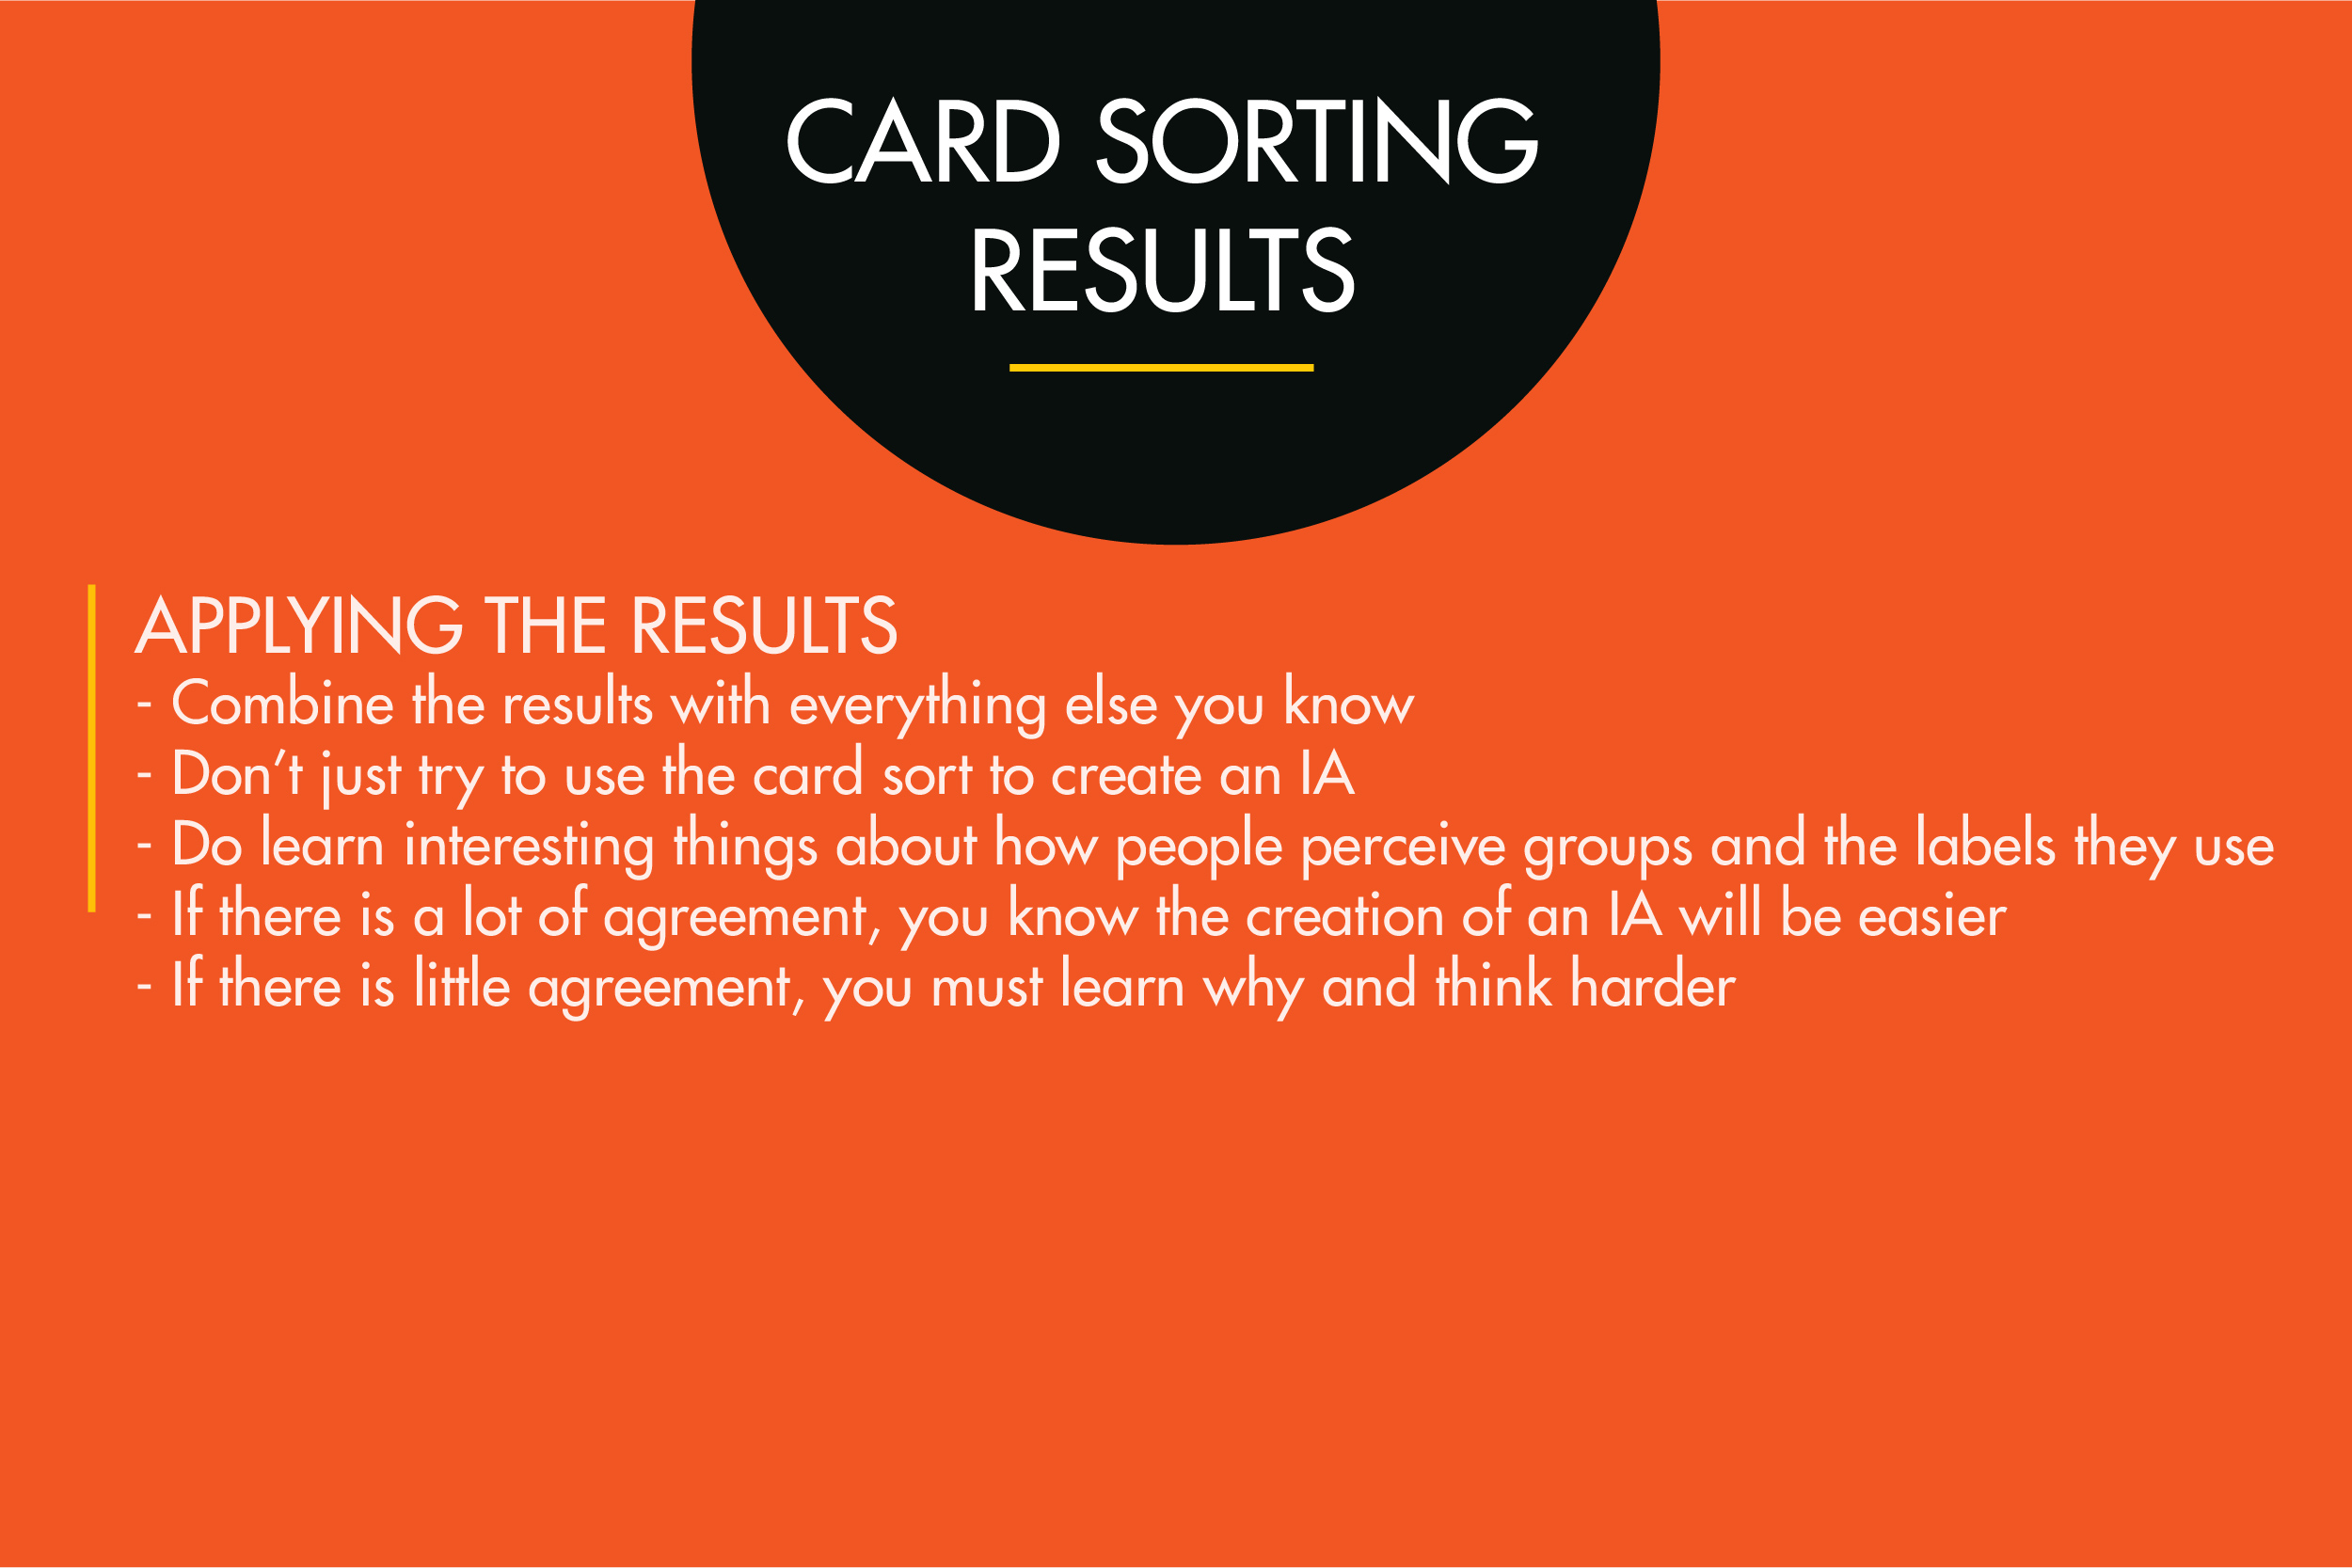 CARD SORTING
RESULTS
APPLYING THE RESULTS
- Combine the results with everything else you know
- Don't just try to use the card sort to create an IA
- Do learn interesting things about how people perceive groups and the labels they use
- If there is a lot of agreement, you know the creation of an IA will be easier
- If there is little agreement, you must learn why and think harder